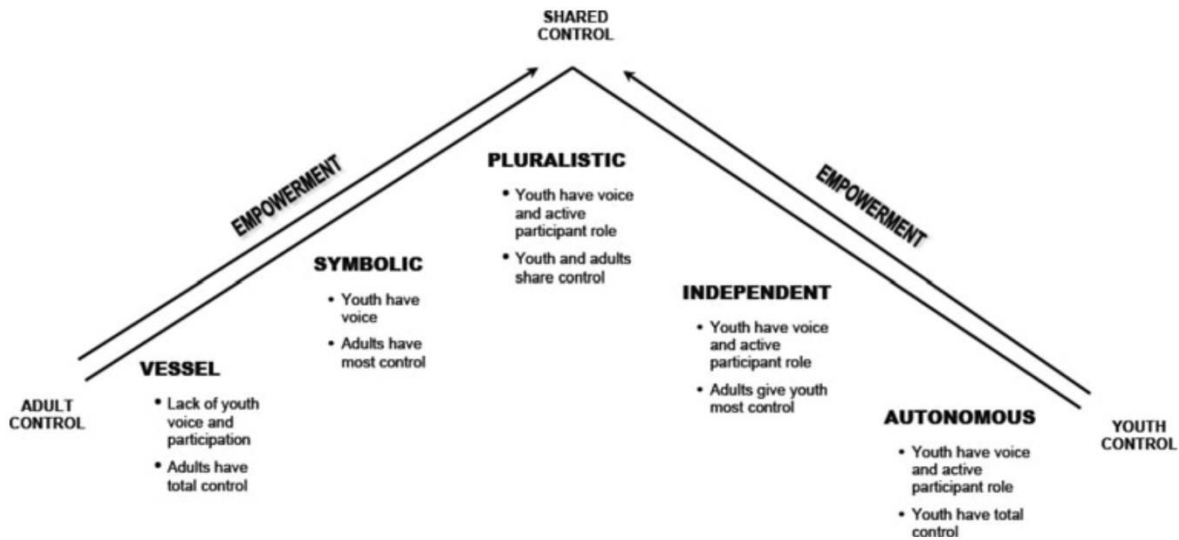 SHARED
CONTROL
EMPOWERMENT
EMPOWERMENT
PLURALISTIC
• Youth have voice
and active
participant role
• Youth and adults
share control
SYMBOLIC
• Youth have
voice
• Adults have
most control
INDEPENDENT
• Youth have voice
and active
participant role
• Adults give youth
most control
VESSEL
• Lack of youth
voice and
participation
• Adults have
total control
ADULT
CONTROL
AUTONOMOUS
• Youth have voice
and active
participant role
• Youth have total
control
YOUTH
CONTROL